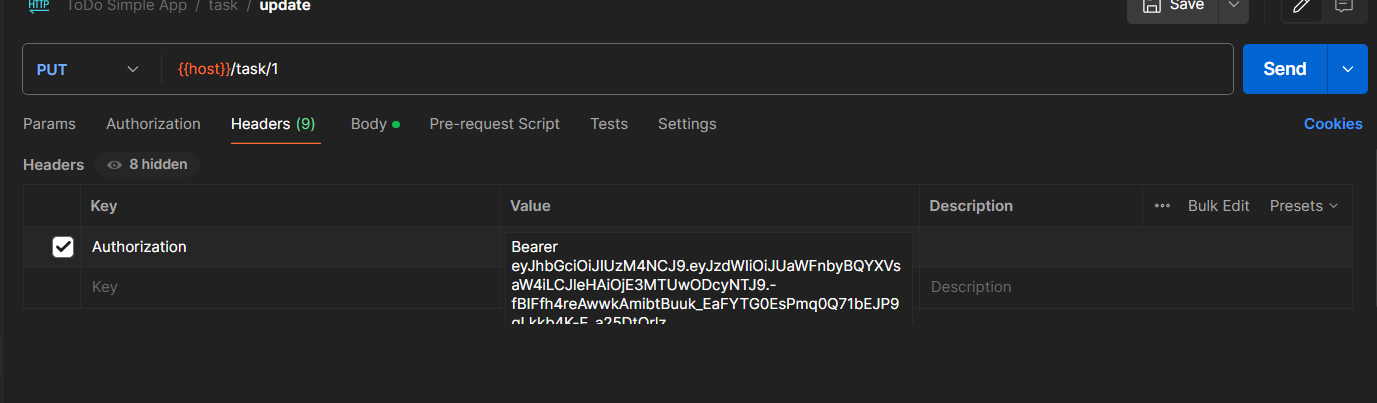 HTTP ToDo Simple App / task / update
Save
PUT
{{host}}/task/1
Send
Params Authorization Headers (9) Body Pre-request Script Tests Settings Cookies
Headers 8 hidden
Key Value Description Bulk Edit Presets
Authorization
Bearer
eyJhbGciOiJIUzM4NCJ9.eyJzdWIiOiJUaWFnbyBQYXVs
aW4iLCJleHAiOjE3MTUwODcyNTJ9.-
fBIFfh4reAwwkAmibtBuuk_EaFYTG0EsPmq0Q71bEJP9
Key Description